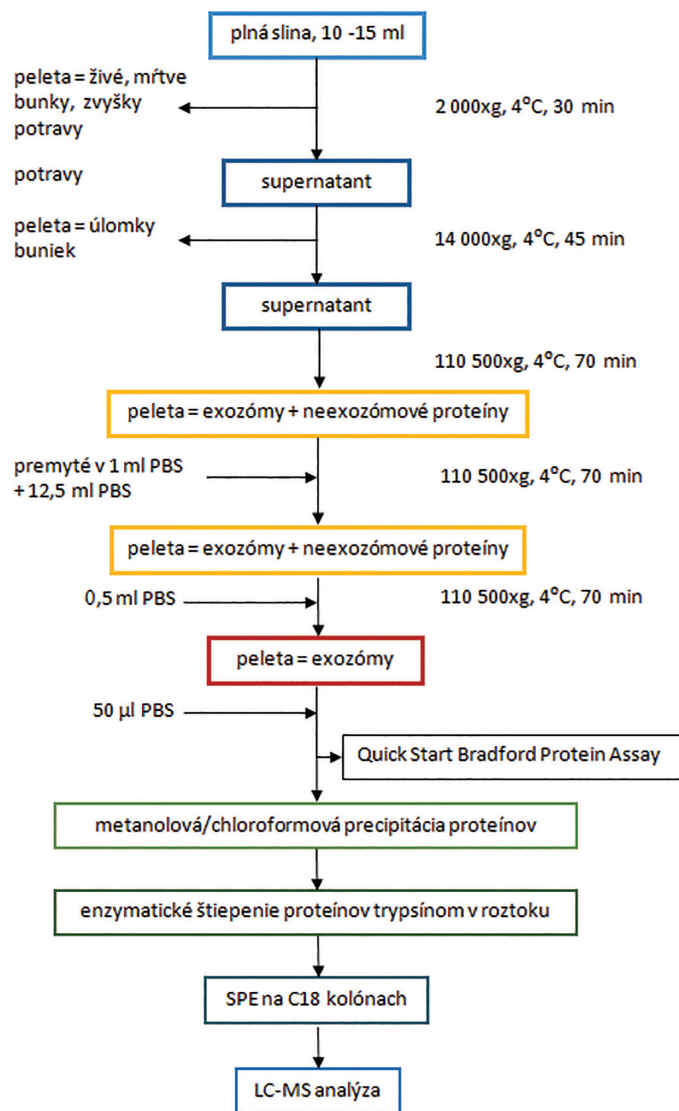 plná slina, 10 -15 ml
peleta = živé, mŕtve
bunky, zvyšky
potravy
2 000xg, 4°C, 30 min
potravy
supernatant
peleta = úlomky
buniek
14 000xg, 4°C, 45 min
supernatant
110 500xg, 4°C, 70 min
peleta = exozómy + neexozómové proteíny
premyté v 1 ml PBS
+ 12,5 ml PBS
110 500xg, 4°C, 70 min
peleta = exozómy + neexozómové proteíny
0,5 ml PBS
110 500xg, 4°C, 70 min
peleta = exozómy
50 µl PBS
Quick Start Bradford Protein Assay
metanolová/chloroformová precipitácia proteínov
enzymatické štiepenie proteínov trypsínom v roztoku
SPE na C18 kolónach
LC-MS analýza